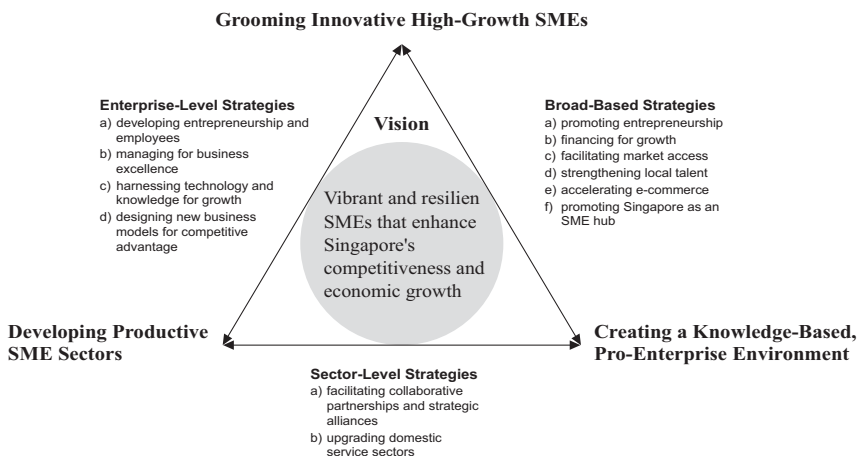 Grooming Innovative High-Growth SMEs
Enterprise-Level Strategies
a) developing entrepreneurship and
employees
b) managing for business
excellence
c) harnessing technology and
knowledge for growth
d) designing new business
models for competitive
advantage
Vision
Vibrant and resilien
SMEs that enhance
Singapore's
competitiveness and
economic growth
Broad-Based Strategies
a) promoting entrepreneurship
b) financing for growth
c) facilitating market access
d) strengthening local talent
e) accelerating e-commerce
f) promoting Singapore as an
SME hub
Developing Productive
SME Sectors
Creating a Knowledge-Based,
Pro-Enterprise Environment
Sector-Level Strategies
a) facilitating collaborative
partnerships and strategic
alliances
b) upgrading domestic
service sectors